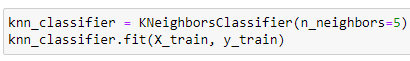 knn_classifier = KNeighborsClassifier(n_neighbors=5)
knn_classifier.fit(X_train, y_train)